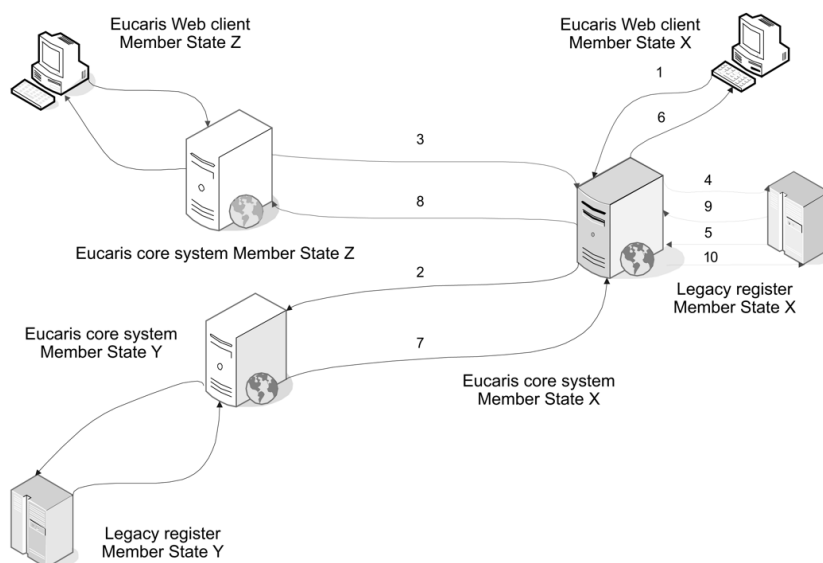 Eucaris Web client
Member State Z
Eucaris Web client
Member State X
1
6
3
4
9
8
5
10
Eucaris core system Member State Z
2
Legacy register
Member State X
Eucaris core system
Member State Y
7
Eucaris core system
Member State X
Legacy register
Member State Y